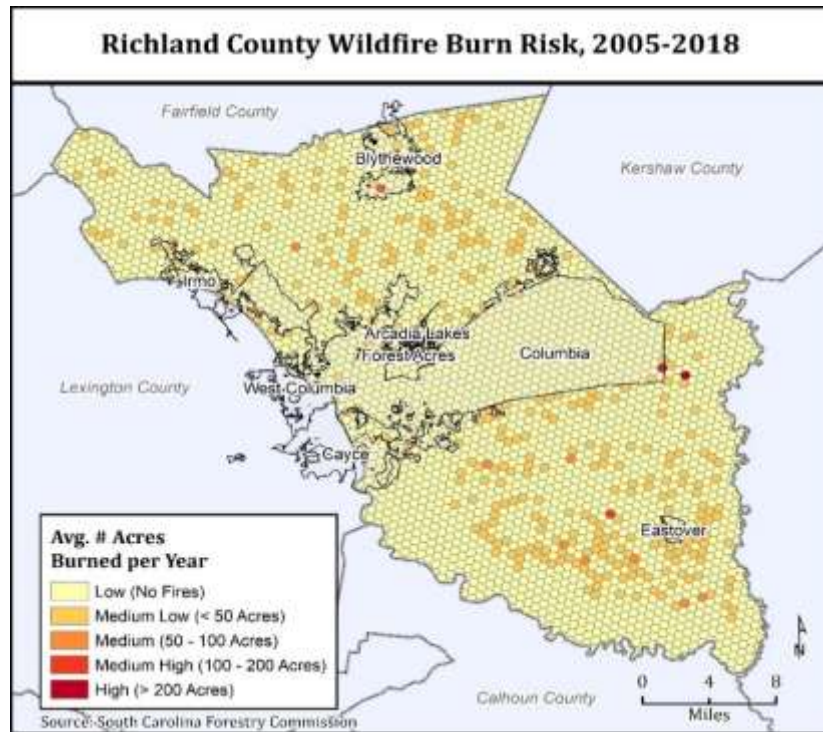 Richland County Wildfire Burn Risk, 2005-2018
Fairfield County
Blythewood
Kershaw County
Irmo
Arcadia Lakes
Forest Acres
Columbia
Lexington County
West Columbia
Cayce
Eastover
Avg. # Acres
Burned per Year
Low (No Fires)
Medium Low (< 50 Acres)
Medium (50 - 100 Acres)
Medium High (100 - 200 Acres)
High (> 200 Acres)
N
0 4 8
Miles
Calhoun County
Source: South Carolina Forestry Commission